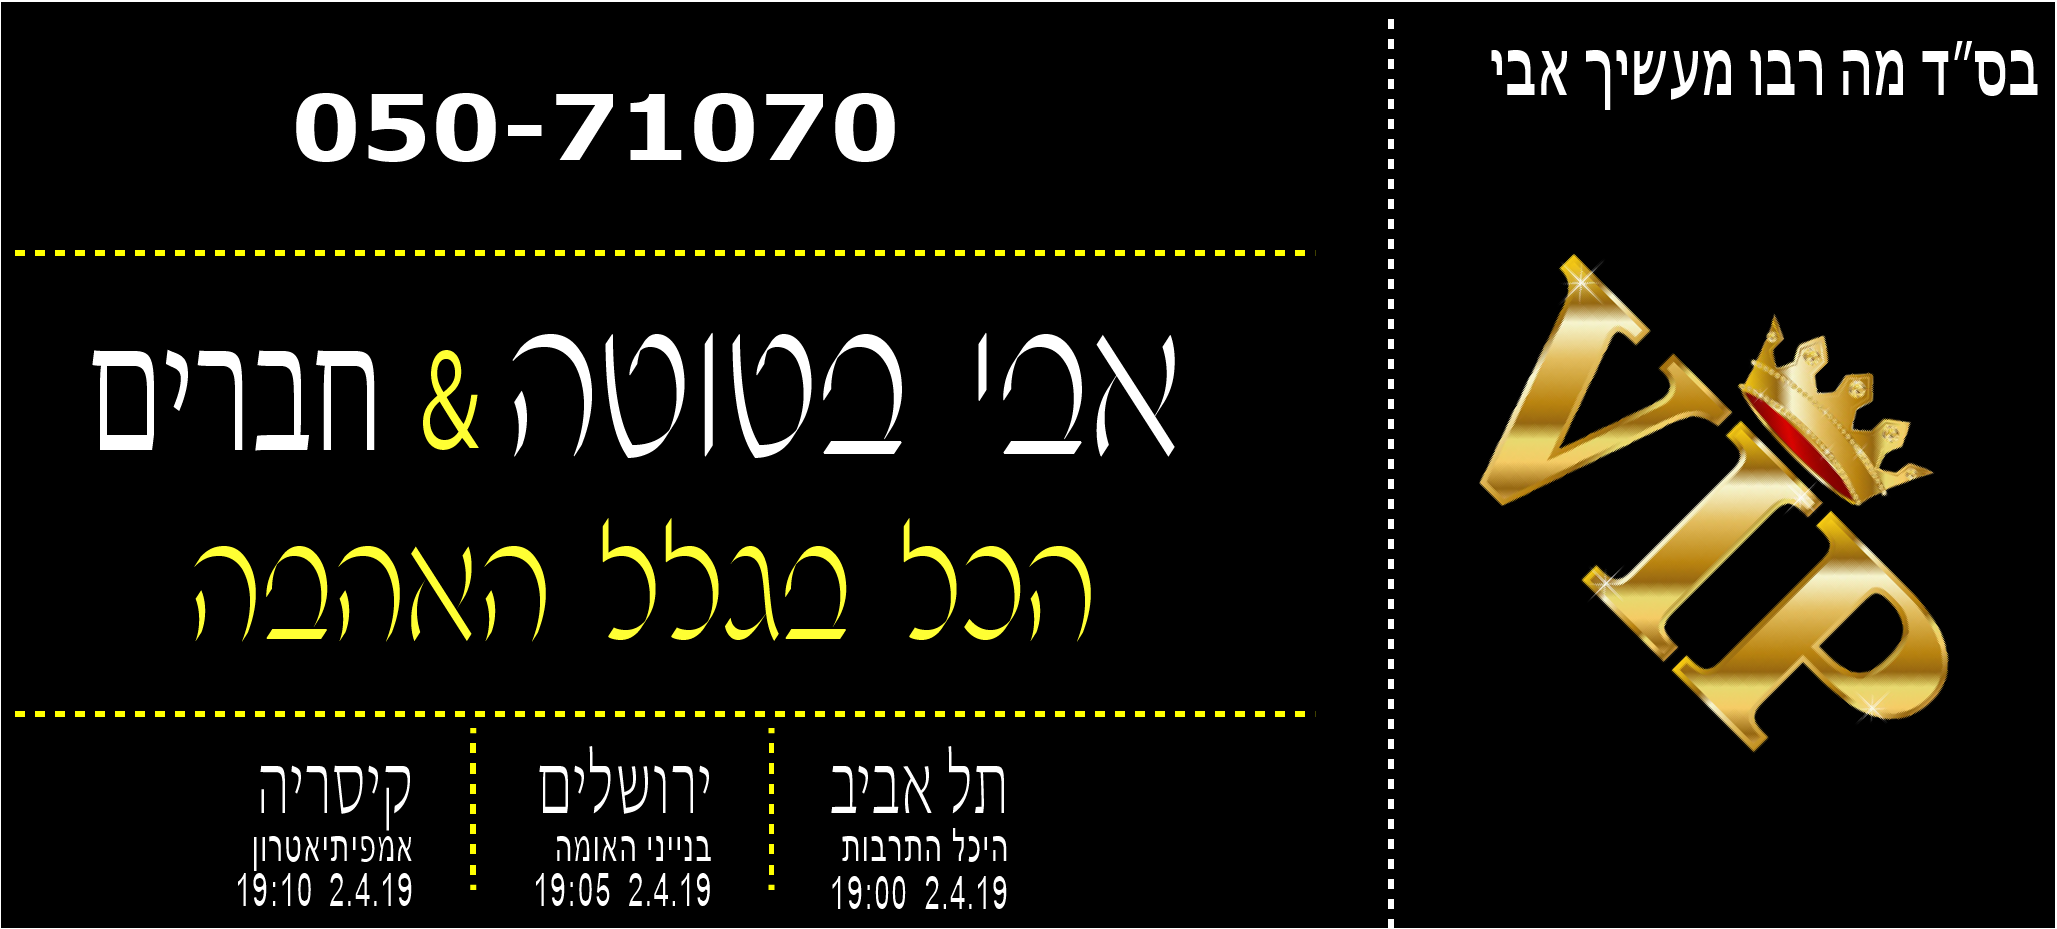 בס"ד מה רבו מעשיך אבי
VIP
050-71070
אבי בטוטה & חברים
הכל בגלל האהבה
תל אביב
היכל התרבות
2.4.19 19:00
ירושלים
בנייני האומה
2.4.19 19:05
קיסריה
אמפיתיאטרון
2.4.19 19:10